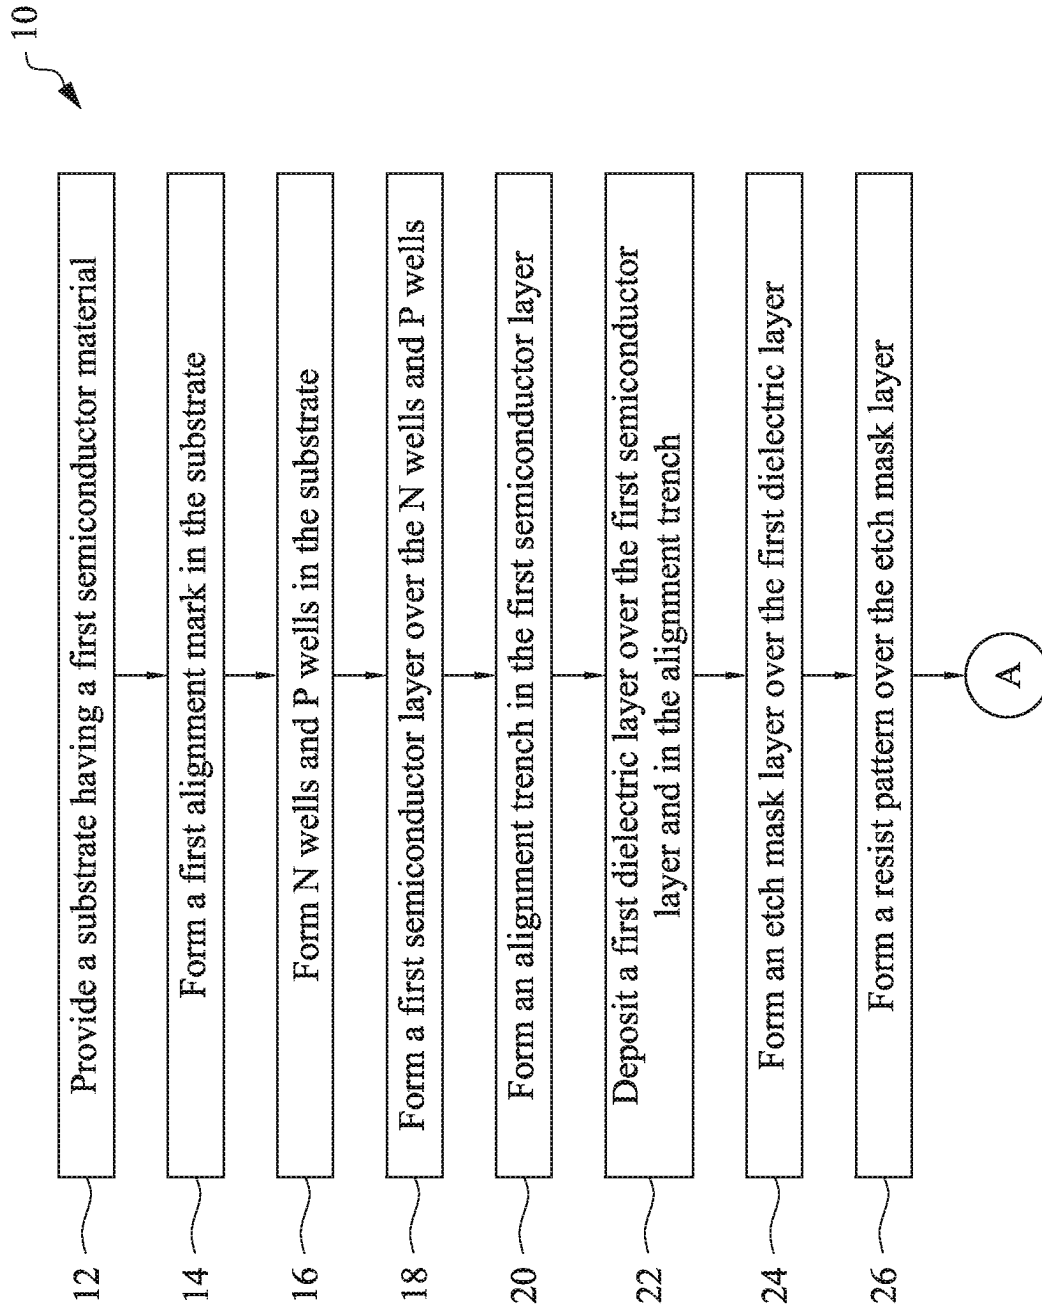 10
12
Provide a substrate having a first semiconductor material
14
Form a first alignment mark in the substrate
16
Form N wells and P wells in the substrate
18
Form a first semiconductor layer over the N wells and P wells
20
Form an alignment trench in the first semiconductor layer
22
Deposit a first dielectric layer over the first semiconductor
layer and in the alignment trench
24
Form an etch mask layer over the first dielectric layer
26
Form a resist pattern over the etch mask layer
A